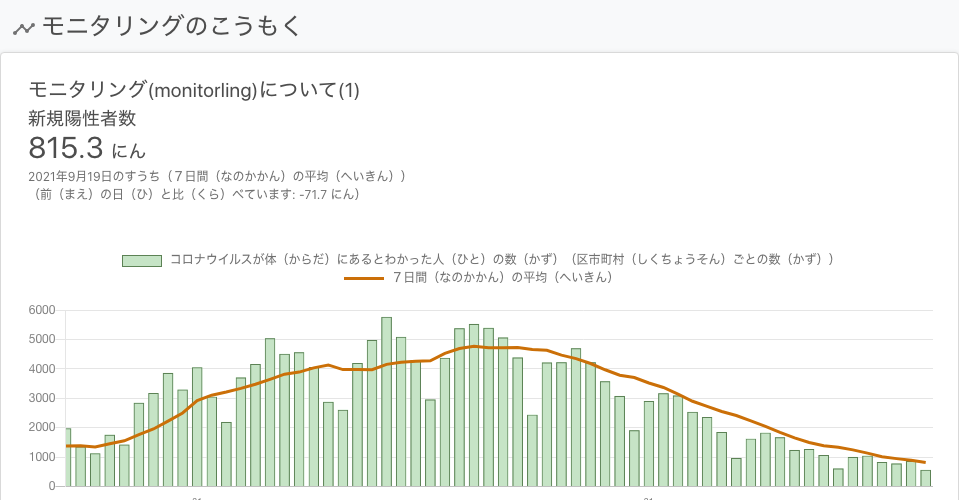 モニタリングのこうもく
モニタリング(monitorling)について(1)
新規陽性者数
815.3 にん
2021年9月19日のすうち（７日間（なのかかん）の平均（へいきん））
（前（まえ）の日（ひ）と比（くら）べています: -71.7 にん）
コロナウイルスが体（からだ）にあるとわかった人（ひと）の数（かず）（区市町村（しくちょうそん）ごとの数（かず））
７日間（なのかかん）の平均（へいきん）
6000
5000
4000
3000
2000
1000
0